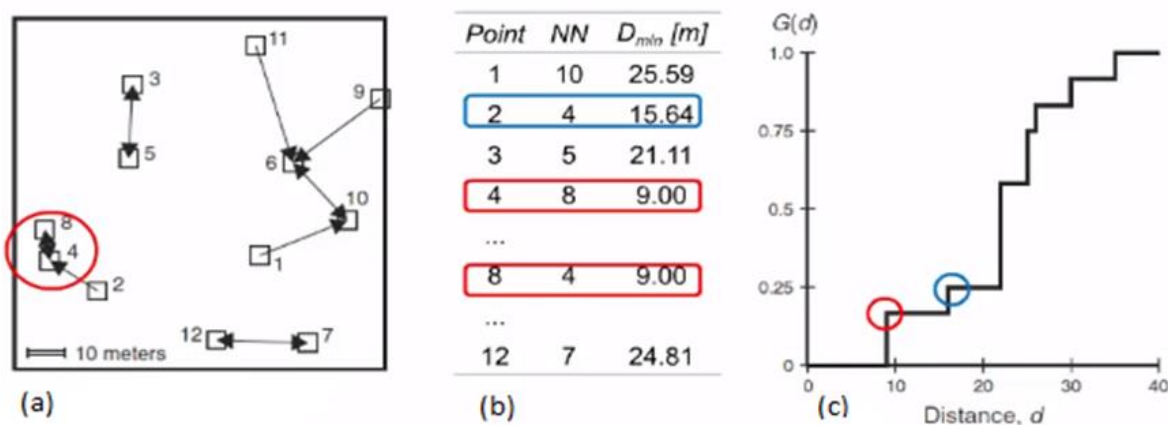 11
3
9
5
6
10
8
4
1
2
12
7
10 meters
(a)
Point NN Dmin [m]
1 10 25.59
2 4 15.64
3 5 21.11
4 8 9.00
...
8 4 9.00
...
12 7 24.81
(b)
G(d)
1.0
0.75
0.5
0.25
0
0 10 20 30 40
(c) Distance, d